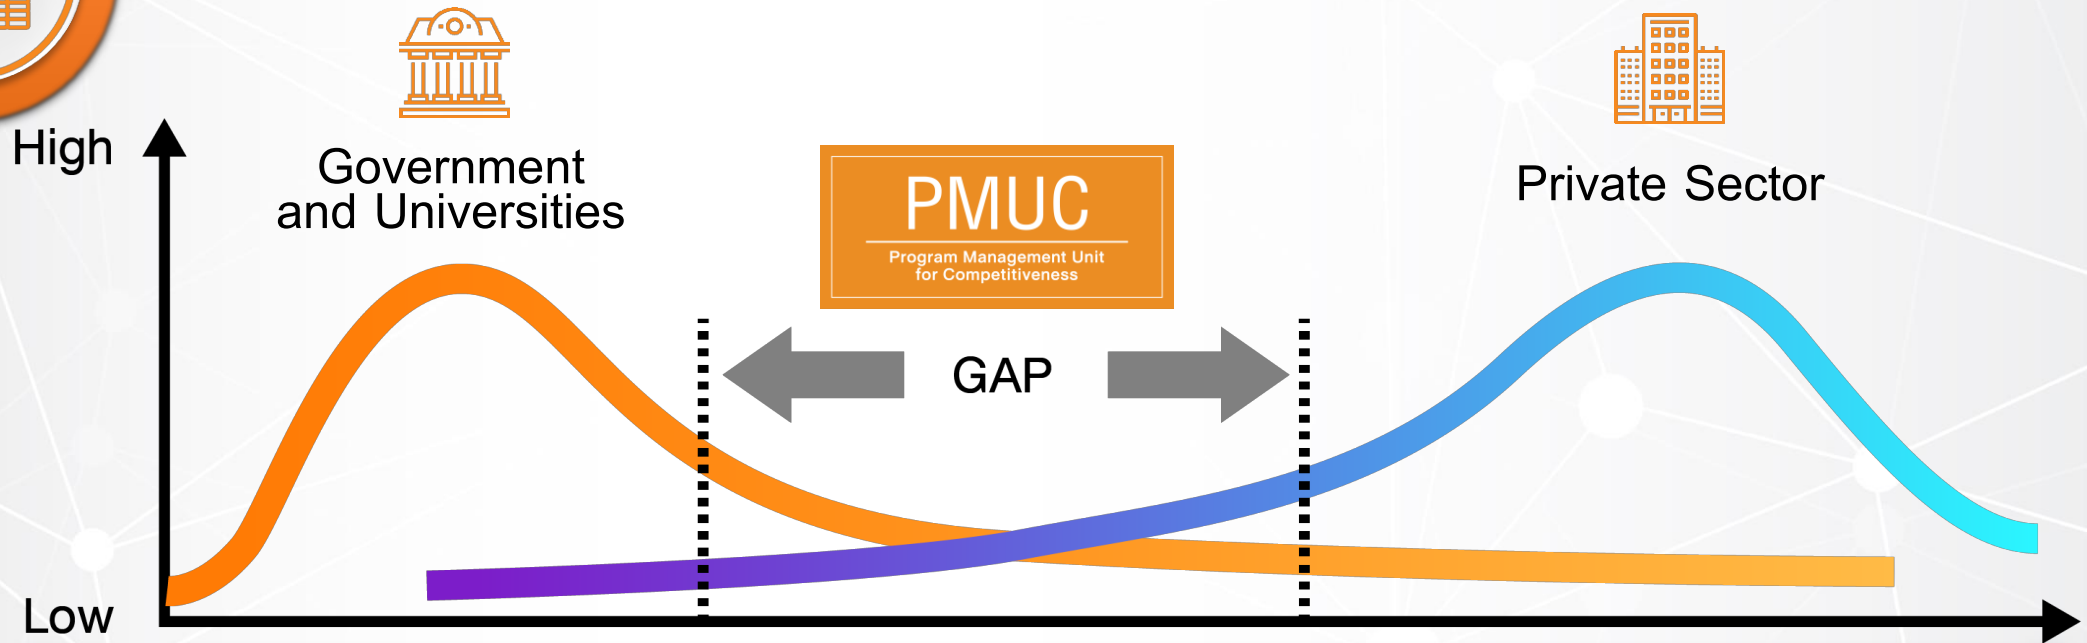 High
Government
and Universities
PMUC
Program Management Unit
for Competitiveness
Private Sector
GAP
Low